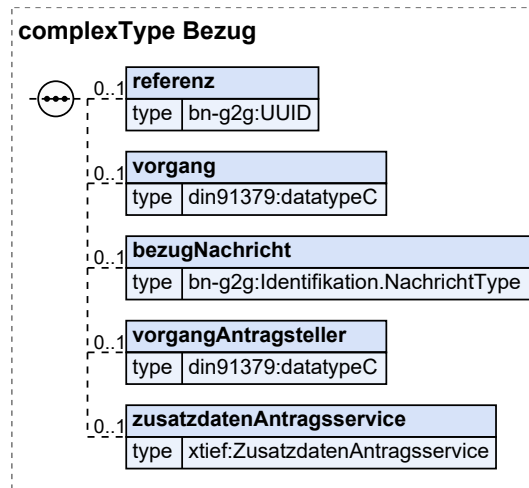 complexType Bezug
0..1
referenz
type bn-g2g:UUID
0..1
vorgang
type din91379:datatypeC
0..1
bezugNachricht
type bn-g2g:Identifikation.NachrichtType
0..1
vorgangAntragsteller
type din91379:datatypeC
0..1
zusatzdatenAntragsservice
type xtief:ZusatzdatenAntragsservice